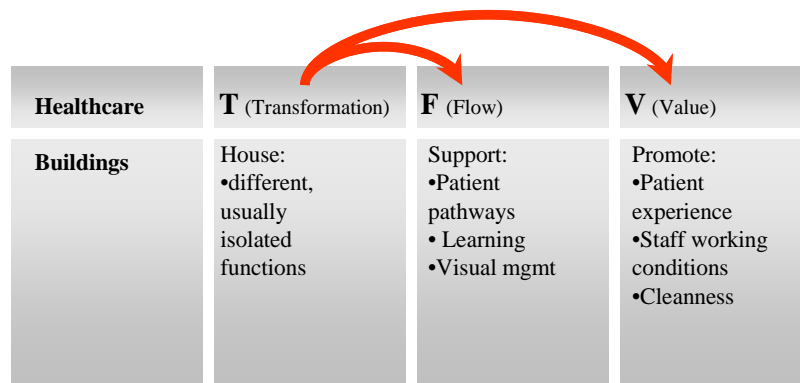 Healthcare
T (Transformation)
F (Flow)
V (Value)
Buildings
House:
•different,
usually
isolated
functions
Support:
•Patient
pathways
• Learning
•Visual mgmt
Promote:
•Patient
experience
•Staff working
conditions
•Cleanness